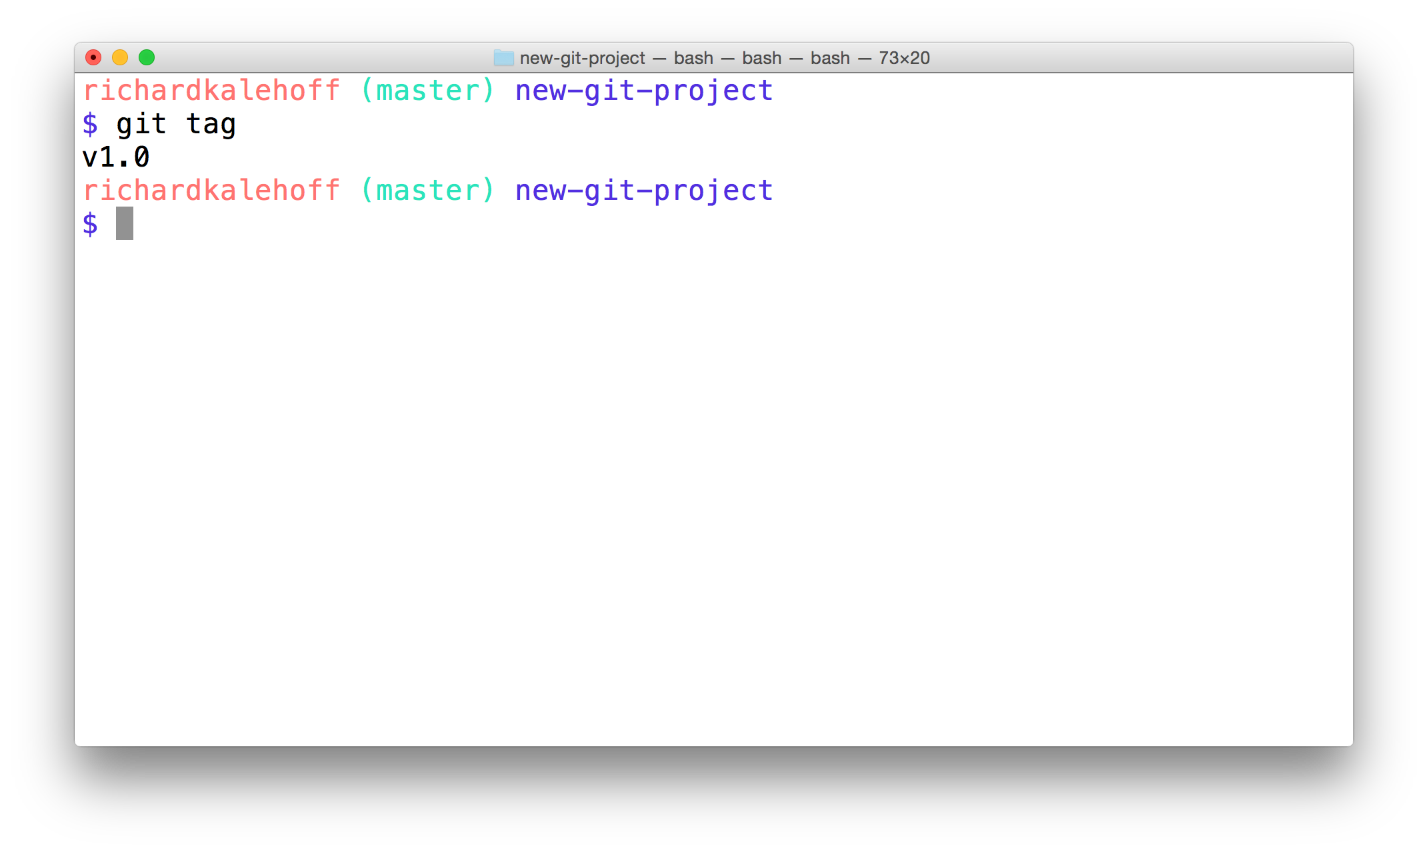 new-git-project — bash — bash — bash — 73×20
richardkalehoff (master) new-git-project
$ git tag
v1.0
richardkalehoff (master) new-git-project
$